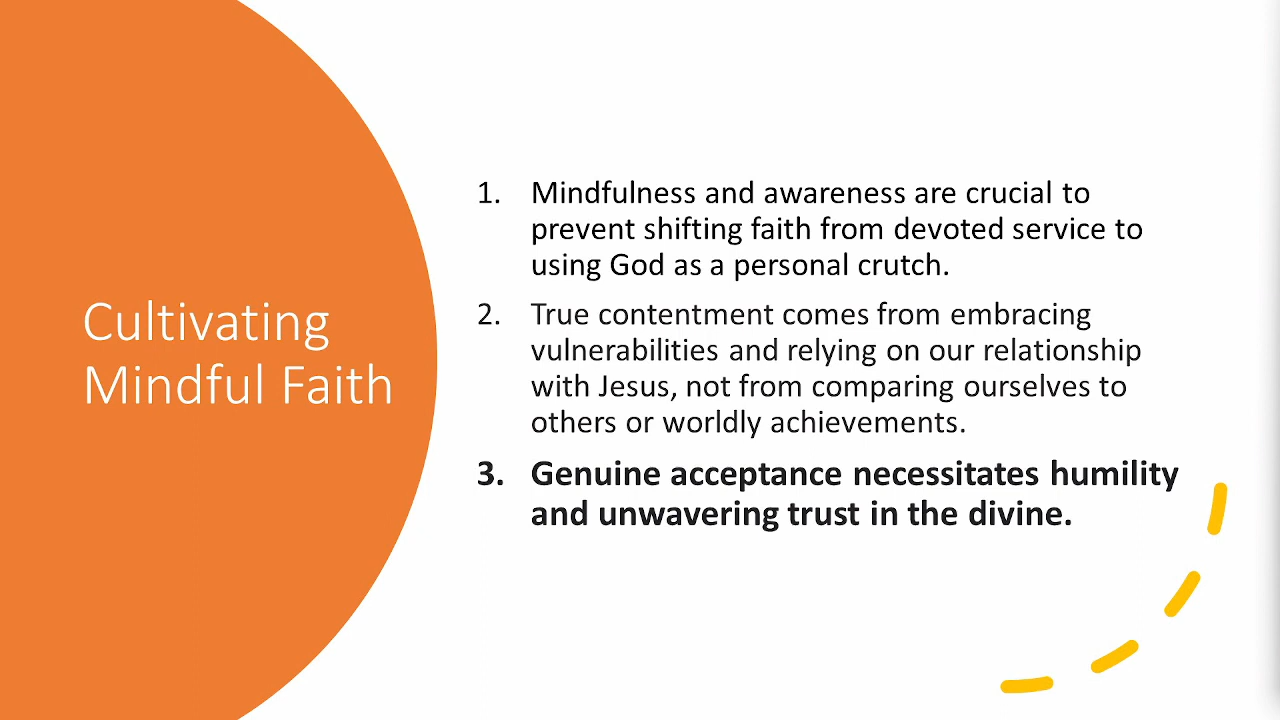 Cultivating
Mindful Faith
1. Mindfulness and awareness are crucial to
prevent shifting faith from devoted service to
using God as a personal crutch.
2. True contentment comes from embracing
vulnerabilities and relying on our relationship
with Jesus, not from comparing ourselves to
others or worldly achievements.
3. Genuine acceptance necessitates humility
and unwavering trust in the divine.